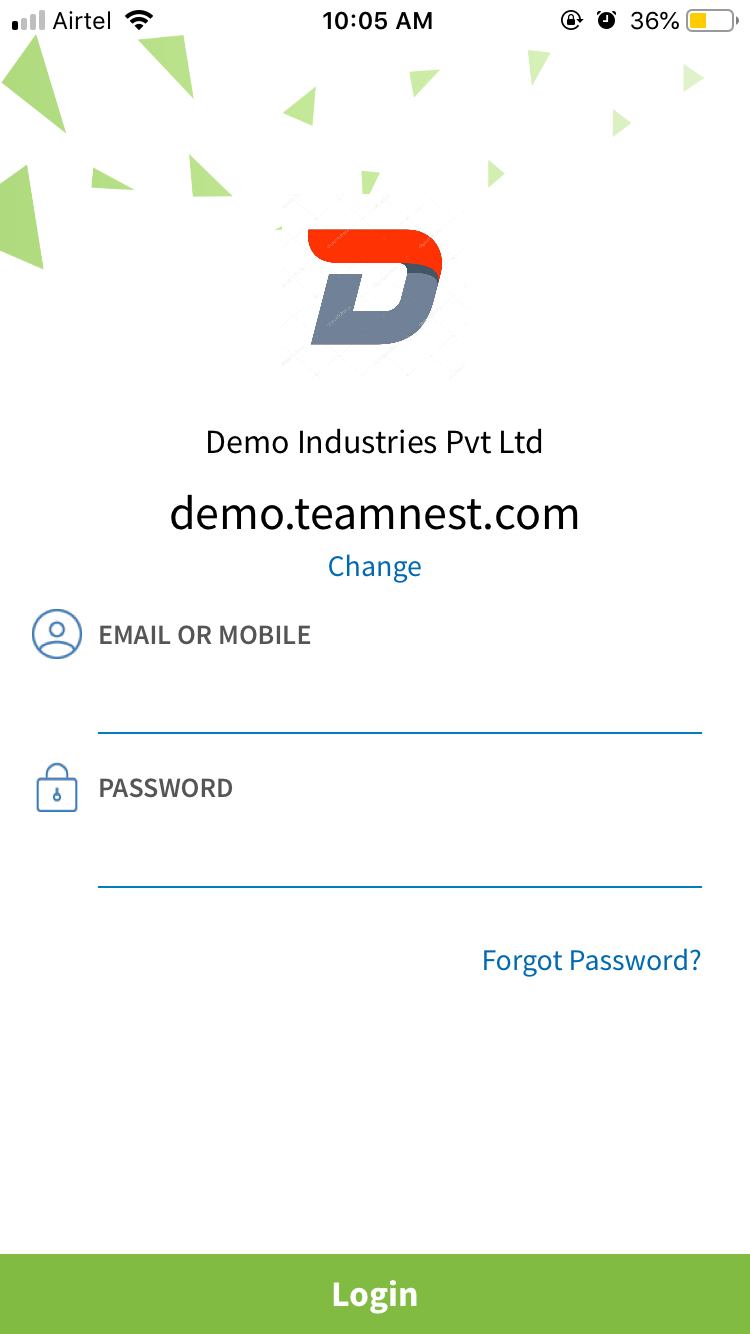 Airtel 10:05 AM 36%
Demo Industries Pvt Ltd
demo.teamnest.com
Change
EMAIL OR MOBILE
PASSWORD
Forgot Password?
Login